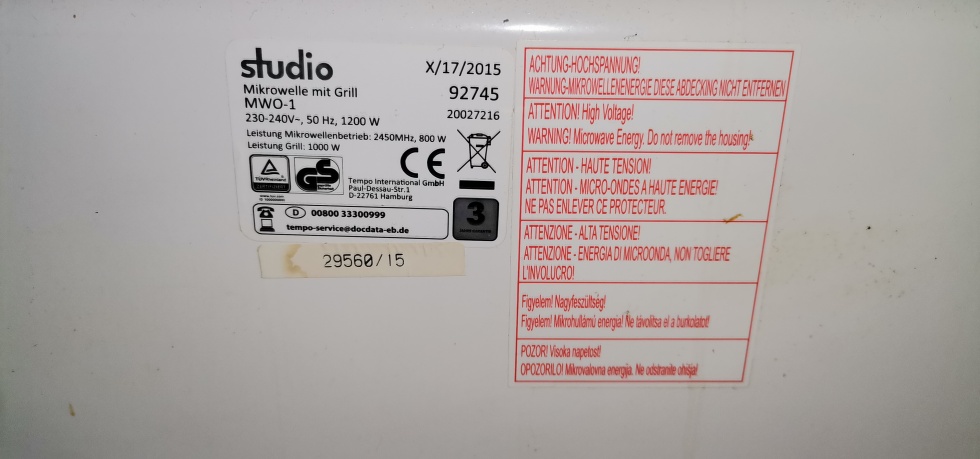 studio
X/17/2015
Mikrowelle mit Grill
92745
MWO-1
20027216
230-240V~, 50 Hz, 1200 W
Leistung Mikrowellenbetrieb: 2450MHz, 800 W
Leistung Grill: 1000 W
CE
GS
Tempo International GmbH
Paul-Dessau-Str.1
D-22761 Hamburg
D 00800 33300999
tempo-service@docdata-eb.de
3
29560/15
ACHTUNG-HOCHSPANNUNG!
WARNUNG-MIKROWELLENENERGIE DIESE ABDECKING NICHT ENTFERNEN
ATTENTION! High Voltage!
WARNING! Microwave Energy. Do not remove the housing!
ATTENTION - HAUTE TENSION!
ATTENTION - MICRO-ONDES A HAUTE ENERGIE!
NE PAS ENLEVER CE PROTECTEUR.
ATTENZIONE - ALTA TENSIONE!
ATTENZIONE - ENERGIA DI MICROONDA, NON TOGLIERE
L'INVOLUCRO!
Figyelem! Nagyfeszültség!
Figyelem! Mikrohullámú energia! Ne távolitsa el a burkolatot!
POZOR! Visoka napetost!
OPOZORILO! Mikrovalovna energija. Ne odstranite ohišja!